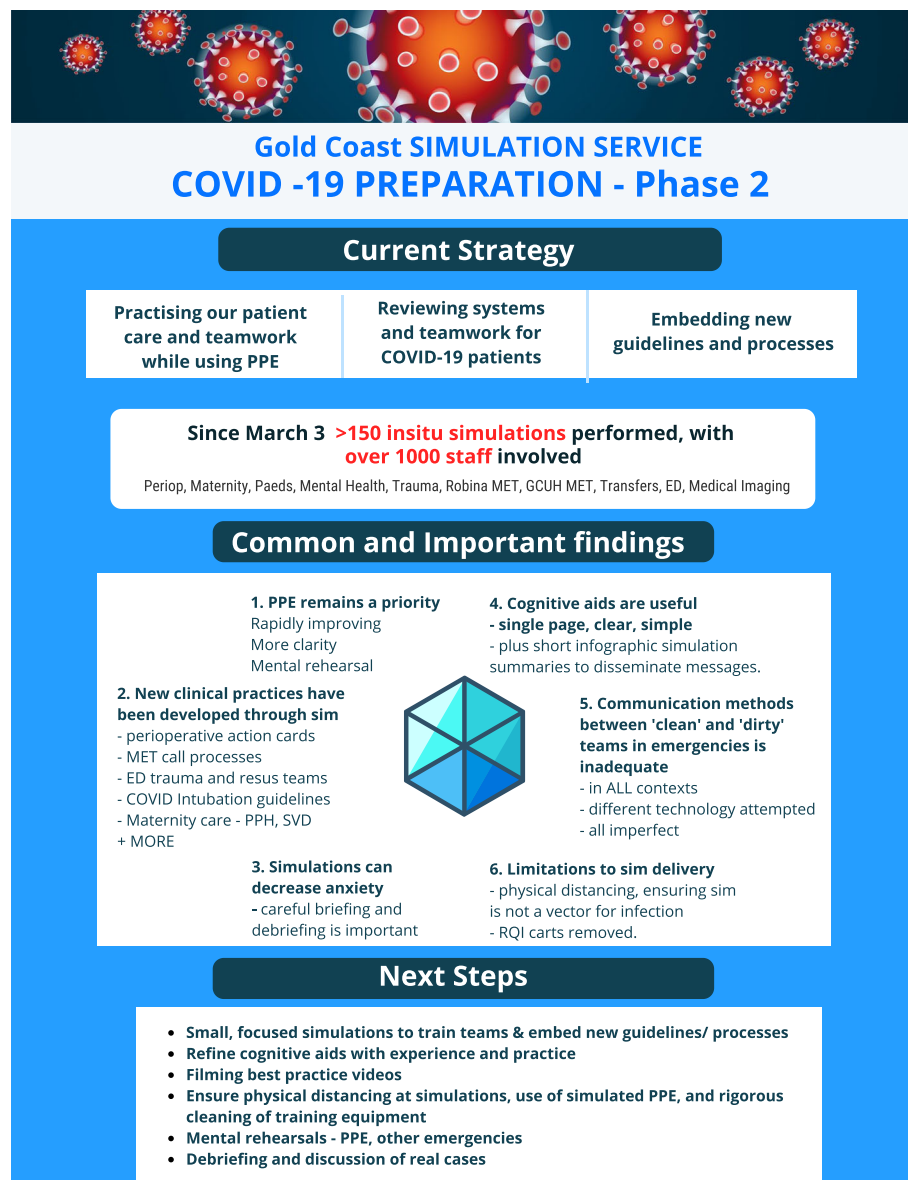 Gold Coast SIMULATION SERVICE
COVID -19 PREPARATION - Phase 2
Current Strategy
Practising our patient
care and teamwork
while using PPE
Reviewing systems
and teamwork for
COVID-19 patients
Embedding new
guidelines and processes
Since March 3 >150 insitu simulations performed, with
over 1000 staff involved
Periop, Maternity, Paeds, Mental Health, Trauma, Robina MET, GCUH MET, Transfers, ED, Medical Imaging
Common and Important findings
1. PPE remains a priority
Rapidly improving
More clarity
Mental rehearsal
2. New clinical practices have
been developed through sim
- perioperative action cards
- MET call processes
- ED trauma and resus teams
- COVID Intubation guidelines
- Maternity care - PPH, SVD
+ MORE
3. Simulations can
decrease anxiety
- careful briefing and
debriefing is important
4. Cognitive aids are useful
- single page, clear, simple
- plus short infographic simulation
summaries to disseminate messages.
5. Communication methods
between 'clean' and 'dirty'
teams in emergencies is
inadequate
- in ALL contexts
- different technology attempted
- all imperfect
6. Limitations to sim delivery
- physical distancing, ensuring sim
is not a vector for infection
- RQI carts removed.
Next Steps
• Small, focused simulations to train teams & embed new guidelines/ processes
• Refine cognitive aids with experience and practice
• Filming best practice videos
• Ensure physical distancing at simulations, use of simulated PPE, and rigorous
cleaning of training equipment
• Mental rehearsals - PPE, other emergencies
• Debriefing and discussion of real cases